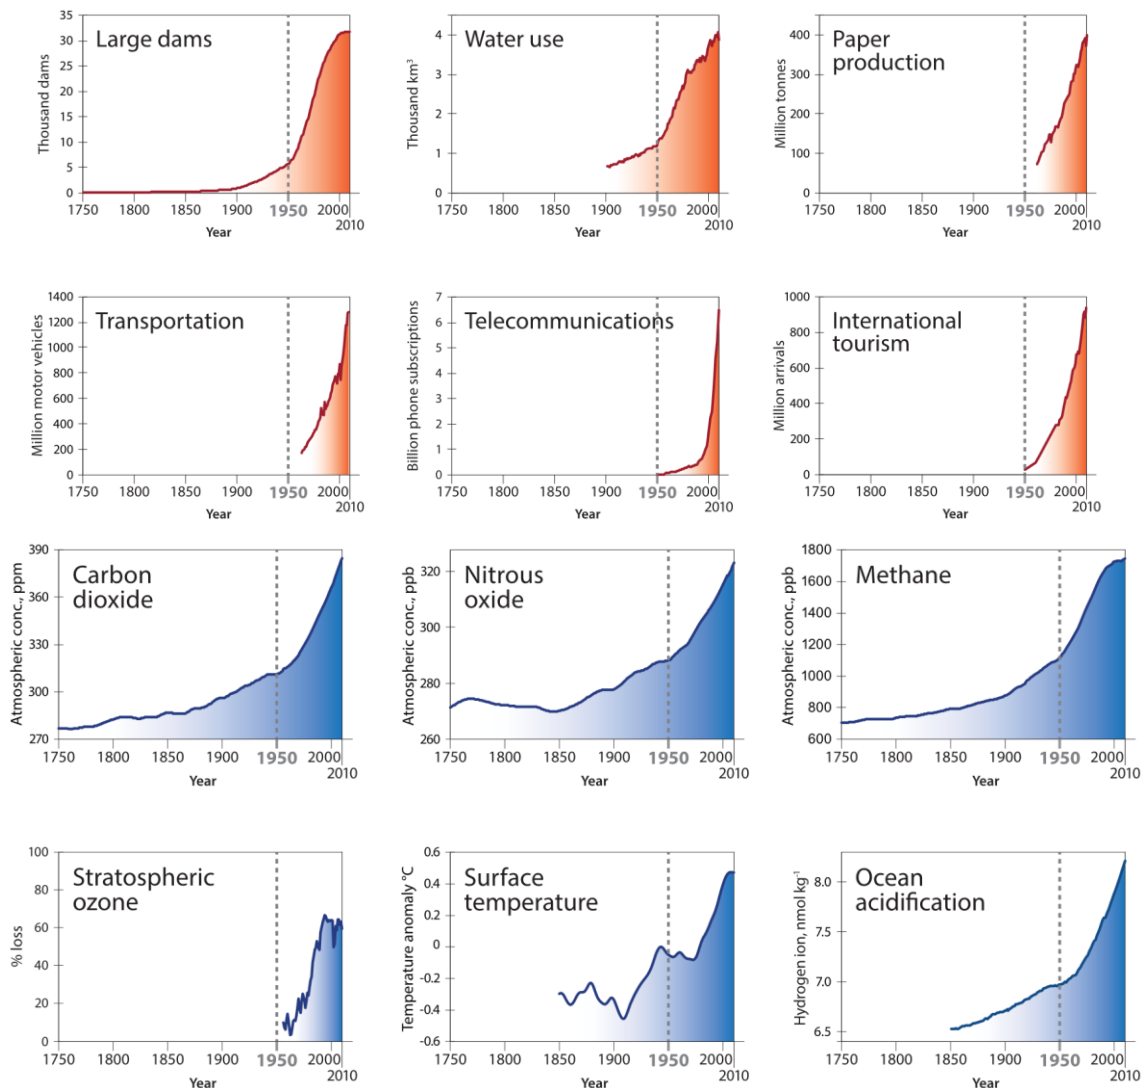 Large dams
Thousand dams
35
30
25
20
15
10
5
0
1750 1800 1850 1900 1950 2000
2010
Year
Water use
Thousand km³
4
3
2
1
0
1750 1800 1850 1900 1950 2000
2010
Year
Paper
production
Million tonnes
400
300
200
100
0
1750 1800 1850 1900 1950 2000
2010
Year
Transportation
Million motor vehicles
1400
1200
1000
800
600
400
200
0
1750 1800 1850 1900 1950 2000
2010
Year
Telecommunications
Billion phone subscriptions
7
6
5
4
3
2
1
0
1750 1800 1850 1900 1950 2000
2010
Year
International
tourism
Million arrivals
1000
800
600
400
200
0
1750 1800 1850 1900 1950 2000
2010
Year
Carbon
dioxide
Atmospheric conc., ppm
390
360
330
300
270
1750 1800 1850 1900 1950 2000
2010
Year
Nitrous
oxide
Atmospheric conc., ppb
320
300
280
260
1750 1800 1850 1900 1950 2000
2010
Year
Methane
Atmospheric conc., ppb
1800
1600
1400
1200
1000
800
600
1750 1800 1850 1900 1950 2000
2010
Year
Stratospheric
ozone
% loss
100
80
60
40
20
0
1750 1800 1850 1900 1950 2000
2010
Year
Surface
temperature
Temperature anomaly °C
0.6
0.4
0.2
0
-0.2
-0.4
-0.6
1750 1800 1850 1900 1950 2000
2010
Year
Ocean
acidification
Hydrogen ion, nmol kg⁻¹
8.0
7.5
7.0
6.5
1750 1800 1850 1900 1950 2000
2010
Year